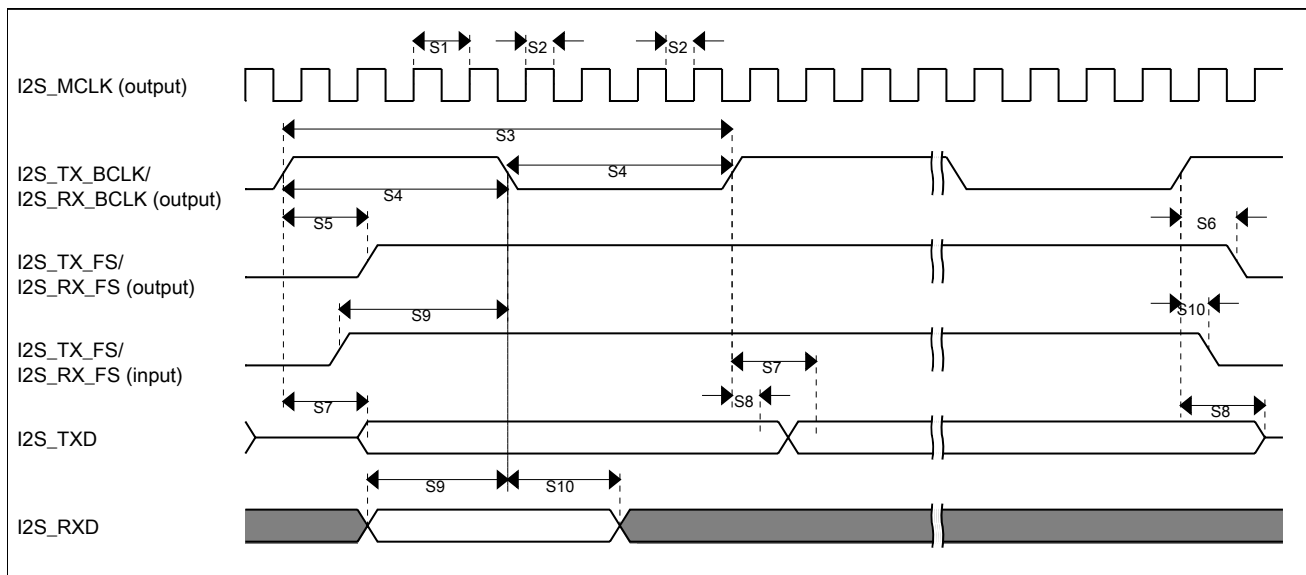 S1
S2
S2
I2S_MCLK (output)
S3
I2S_TX_BCLK/
I2S_RX_BCLK (output)
S4
S4
S5
S6
I2S_TX_FS/
I2S_RX_FS (output)
S9
S10
I2S_TX_FS/
I2S_RX_FS (input)
S7
S7
S8
S8
I2S_TXD
S9
S10
I2S_RXD